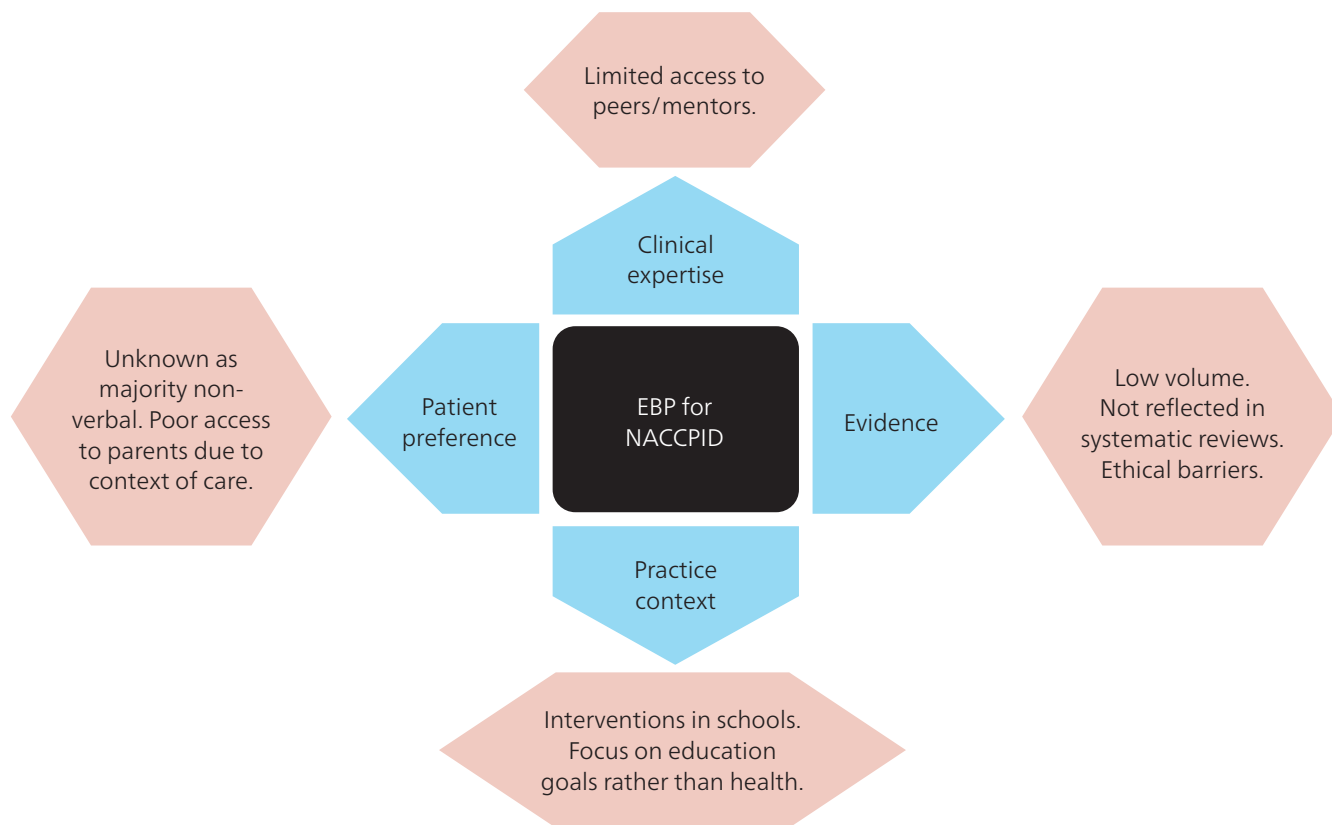 Limited access to
peers/mentors.
Clinical
expertise
Unknown as
majority non-
verbal. Poor access
to parents due to
context of care.
Patient
preference
EBP for
NACCPID
Evidence
Low volume.
Not reflected in
systematic reviews.
Ethical barriers.
Practice
context
Interventions in schools.
Focus on education
goals rather than health.